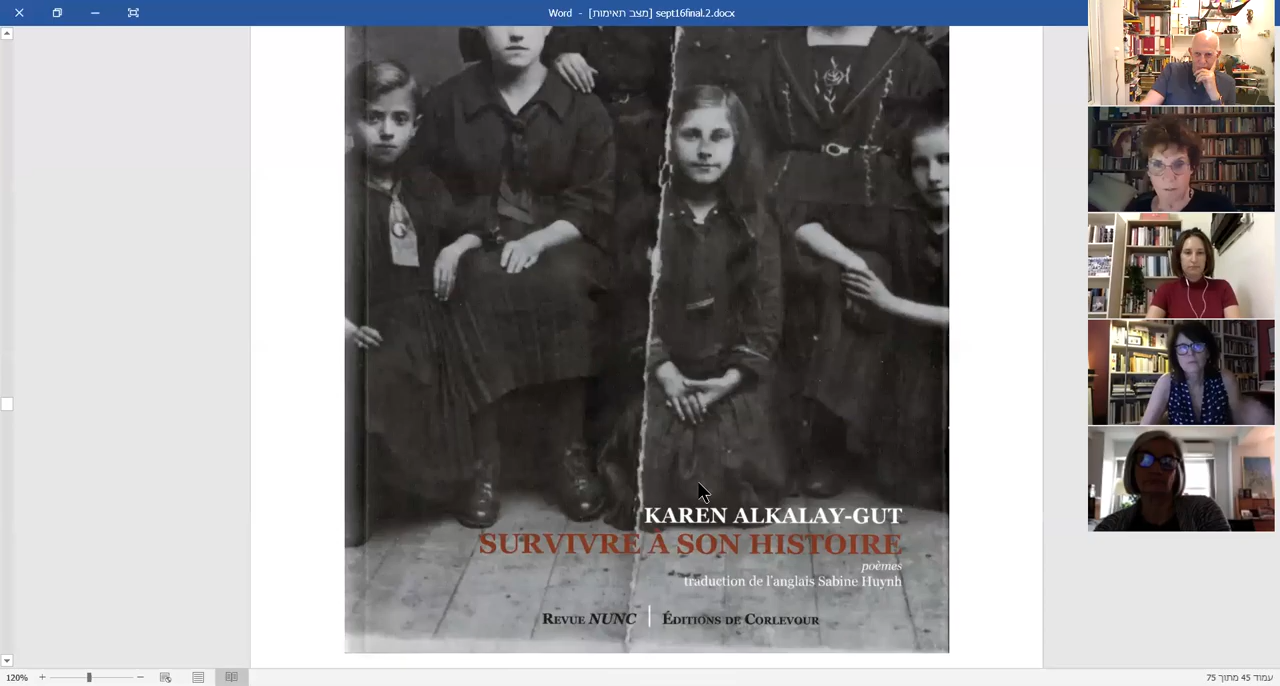 Word - [מצב תאימות] sept16final.2.docx
KAREN ALKALAY-GUT
SURVIVRE À SON HISTOIRE
poèmes
traduction de l'anglais Sabine Huynh
REVUE NUNC | ÉDITIONS DE CORLEVOUR
120%
עמוד 45 מתוך 75